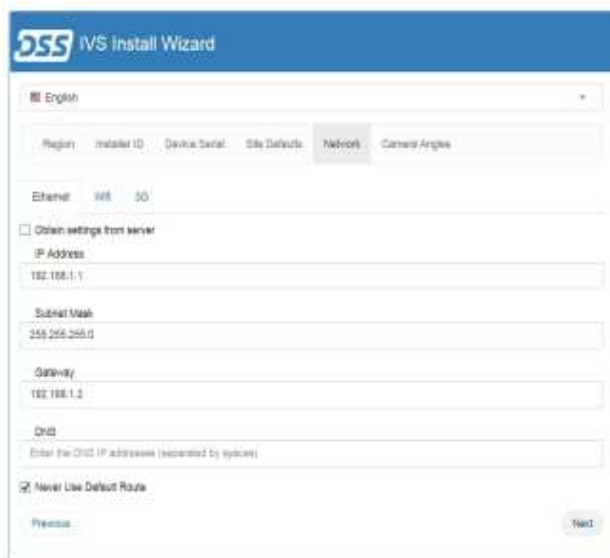 DSS IVS Install Wizard
English
Region Installer ID Device Serial Site Defaults Network Camera Angles
Ethernet Wifi 3G
Obtain settings from server
IP Address
192.168.1.1
Subnet Mask
255.255.255.0
Gateway
192.168.1.2
DNS
Enter the DNS IP addresses (separated by spaces)
Never Use Default Route
Previous Next